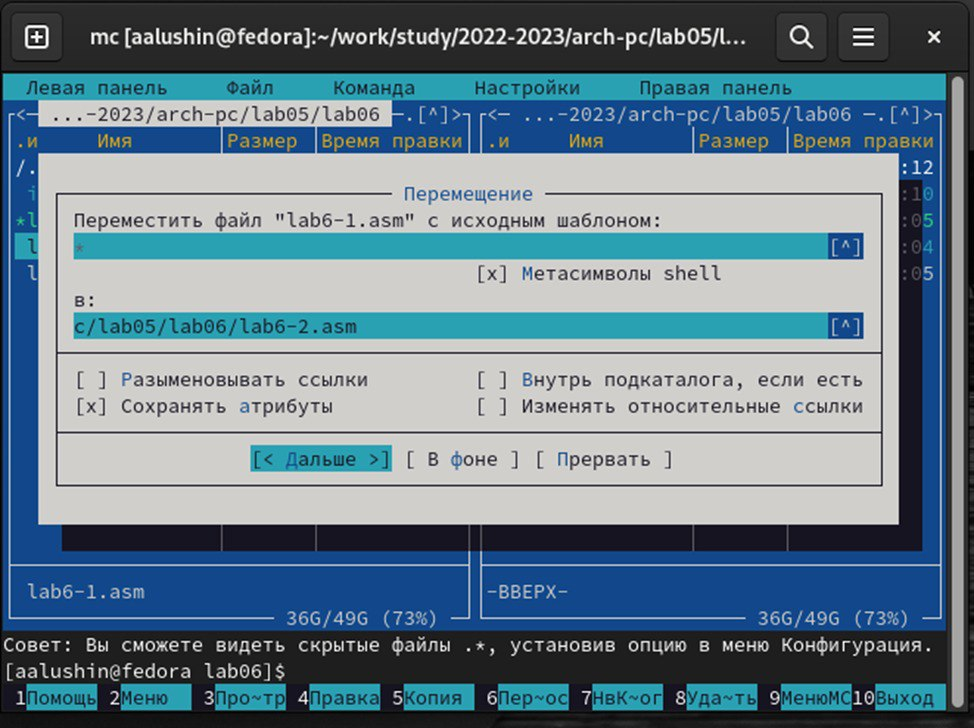 mc [aalushin@fedora]:~/work/study/2022-2023/arch-pc/lab05/l...
Левая панель Файл Команда Настройки Правая панель
<— ...-2023/arch-pc/lab05/lab06 —.[^]> <— ...-2023/arch-pc/lab05/lab06 —.[^]>
.и Имя Размер Время правки .и Имя Размер Время правки
/. :12
i :10
*l :05
l :04
l :05
Перемещение
Переместить файл "lab6-1.asm" с исходным шаблоном:
* [^]
[x] Метасимволы shell
в:
c/lab05/lab06/lab6-2.asm [^]
[ ] Разыменовывать ссылки [ ] Внутрь подкаталога, если есть
[x] Сохранять атрибуты [ ] Изменять относительные ссылки
[< Дальше >] [ В фоне ] [ Прервать ]
lab6-1.asm -ВВЕРХ-
36G/49G (73%) 36G/49G (73%)
Совет: Вы сможете видеть скрытые файлы .*, установив опцию в меню Конфигурация.
[aalushin@fedora lab06]$
1Помощь 2Меню 3Про~тр 4Правка 5Копия 6Пер~ос 7НвК~ог 8Уда~ть 9МенюMC 10Выход